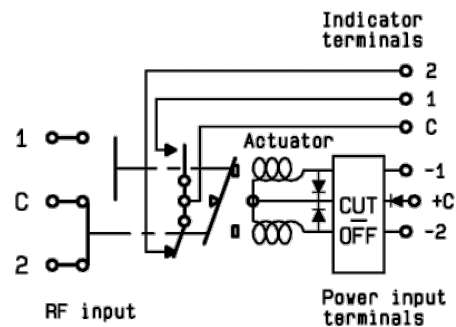 Indicator
terminals
2
1
C
Actuator
1
C
2
-1
+C
-2
CUT
OFF
RF input
Power input
terminals